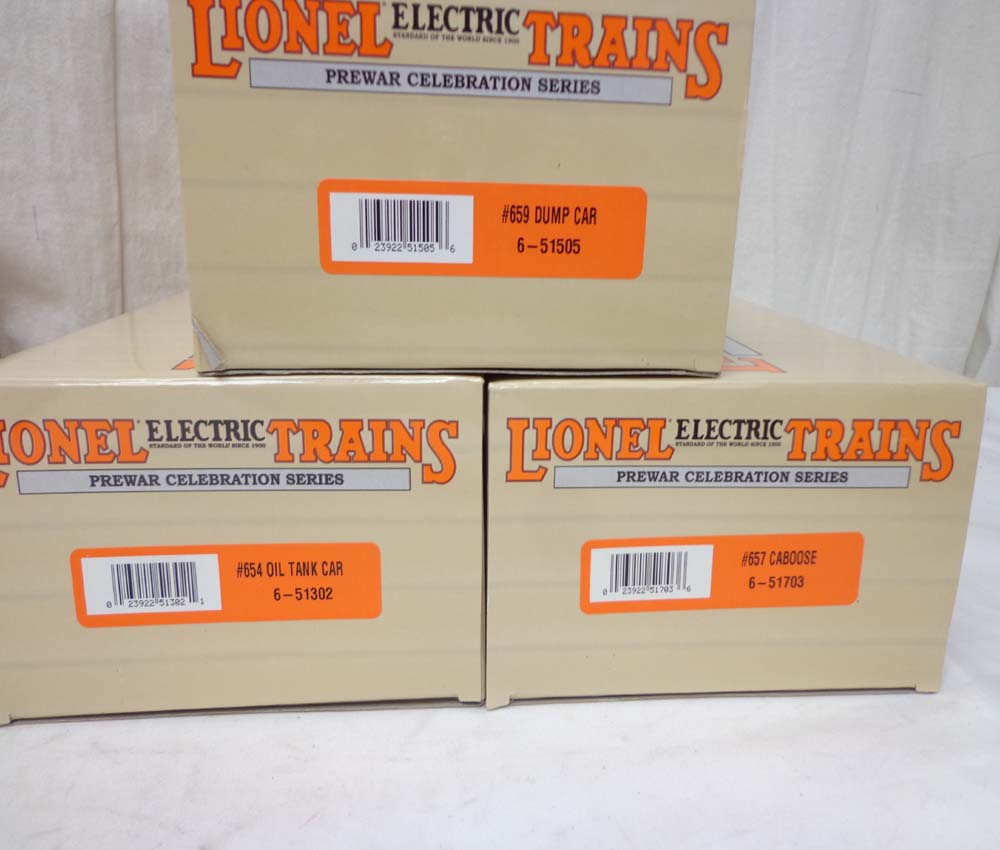 LIONEL ELECTRIC TRAINS
STANDARD OF THE WORLD SINCE 1900
PREWAR CELEBRATION SERIES
#659 DUMP CAR
6-51505
0 23922 51505 6
IONEL ELECTRIC TRAINS
STANDARD OF THE WORLD SINCE 1900
PREWAR CELEBRATION SERIES
#654 OIL TANK CAR
6-51302
0 23922 51302 1
LIONEL ELECTRIC TRAINS
STANDARD OF THE WORLD SINCE 1900
PREWAR CELEBRATION SERIES
#657 CABOOSE
6-51703
0 23922 51703 6